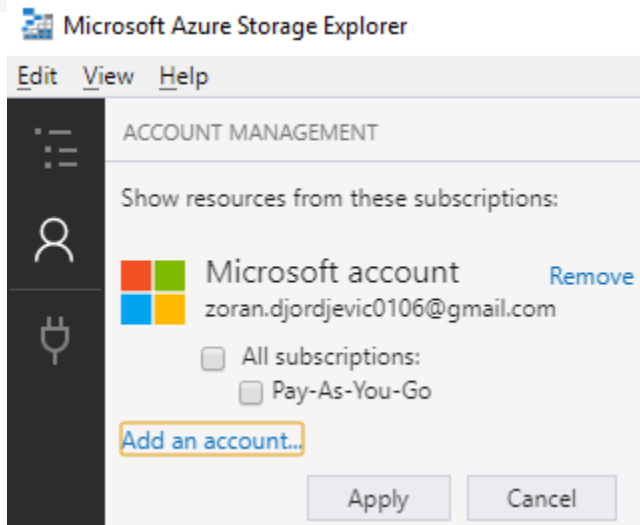 Microsoft Azure Storage Explorer
Edit View Help
ACCOUNT MANAGEMENT
Show resources from these subscriptions:
Microsoft account Remove
zoran.djordjevic0106@gmail.com
All subscriptions:
Pay-As-You-Go
Add an account...
Apply Cancel